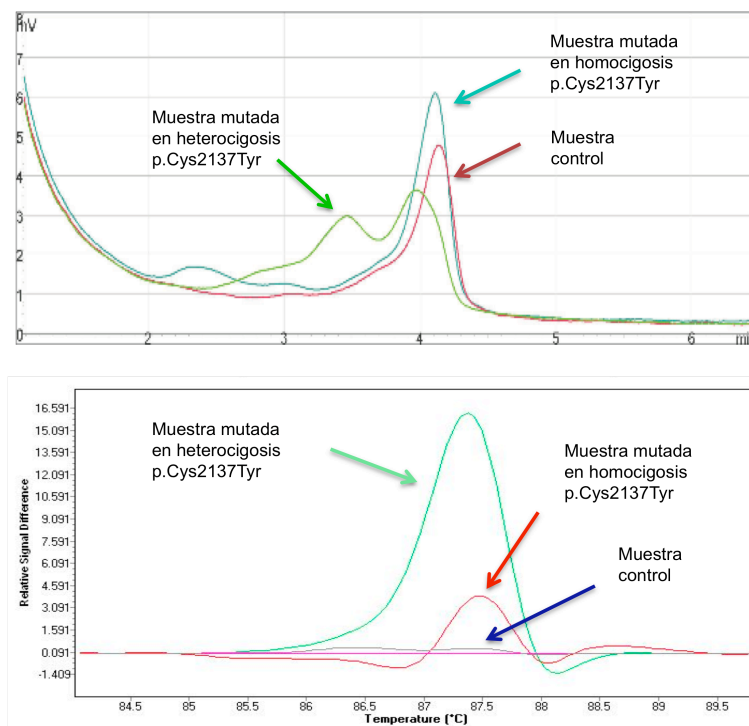 8
mV
7
6
5
4
3
2
1
0
Muestra mutada
en homocigosis
p.Cys2137Tyr
Muestra mutada
en heterocigosis
p.Cys2137Tyr
Muestra
control
2 3 4 5 6
16.591
15.091
13.591
12.091
10.591
9.091
7.591
6.091
4.591
3.091
1.591
0.091
-1.409
Relative Signal Difference
Muestra mutada
en heterocigosis
p.Cys2137Tyr
Muestra mutada
en homocigosis
p.Cys2137Tyr
Muestra
control
84.5 85 85.5 86 86.5 87 87.5 88 88.5 89 89.5
Temperature (°C)